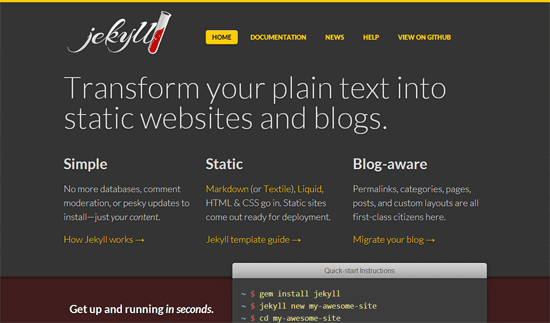 jekyll
HOME DOCUMENTATION NEWS HELP VIEW ON GITHUB
Transform your plain text into
static websites and blogs.
Simple
No more databases, comment
moderation, or pesky updates to
install—just your content.
How Jekyll works →
Static
Markdown (or Textile), Liquid,
HTML & CSS go in. Static sites
come out ready for deployment.
Jekyll template guide →
Blog-aware
Permalinks, categories, pages,
posts, and custom layouts are all
first-class citizens here.
Migrate your blog →
Get up and running in seconds.
Quick-start Instructions
~ $ gem install jekyll
~ $ jekyll new my-awesome-site
~ $ cd my-awesome-site